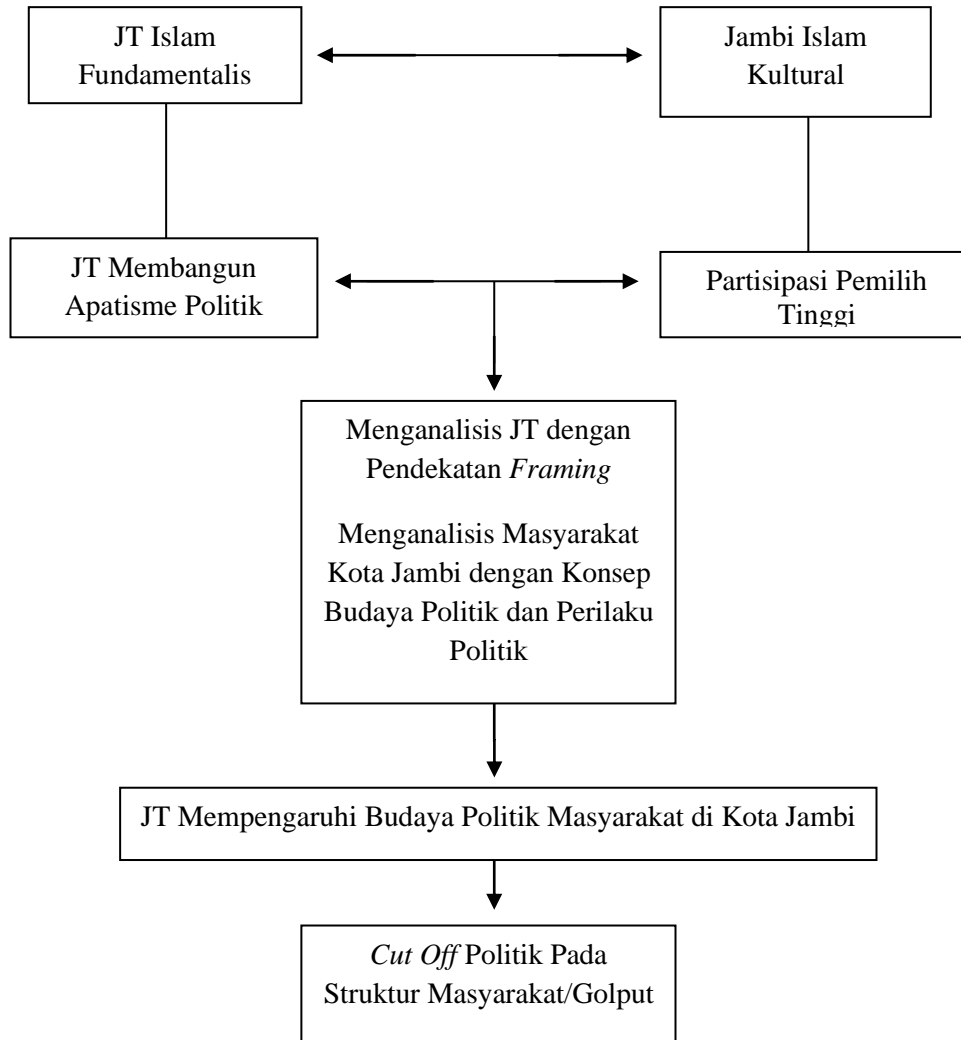 JT Islam
Fundamentalis
Jambi Islam
Kultural
JT Membangun
Apatisme Politik
Partisipasi Pemilih
Tinggi
Menganalisis JT dengan
Pendekatan Framing
Menganalisis Masyarakat
Kota Jambi dengan Konsep
Budaya Politik dan Perilaku
Politik
JT Mempengaruhi Budaya Politik Masyarakat di Kota Jambi
Cut Off Politik Pada
Struktur Masyarakat/Golput